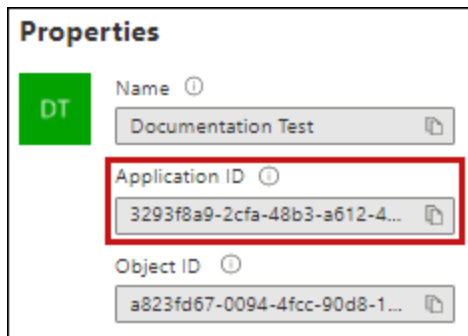 Properties
DT
Name
Documentation Test
Application ID
3293f8a9-2cfa-48b3-a612-4...
Object ID
a823fd67-0094-4fcc-90d8-1...